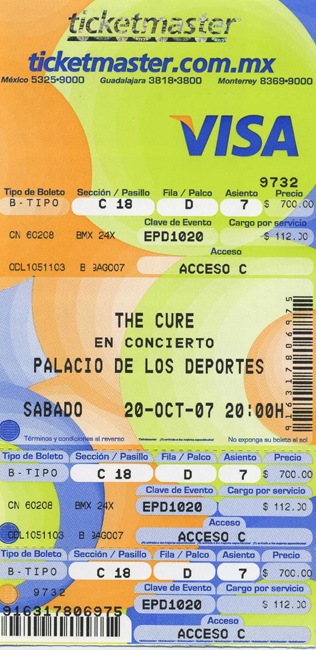 ticketmaster
ticketmaster.com.mx
México 5325•9000 Guadalajara 3818•3800 Monterrey 8369•9000
VISA
9732
Tipo de Boleto Sección / Pasillo Fila / Palco Asiento Precio
B-TIPO C 18 D 7 $ 700.00
Clave de Evento Cargo por servicio
CN 60208 BMX 24X EPD1020 $ 112.00
Acceso
ACCESO C
THE CURE
EN CONCIERTO
PALACIO DE LOS DEPORTES
SABADO 20-OCT-07 20:00H
916317806975
Términos y condiciones al reverso No exponga su boleto al sol
Tipo de Boleto Sección / Pasillo Fila / Palco Asiento Precio
B-TIPO C 18 D 7 $ 700.00
Clave de Evento Cargo por servicio
CN 60208 BMX 24X EPD1020 $ 112.00
Acceso
ACCESO C
Tipo de Boleto Sección / Pasillo Fila / Palco Asiento Precio
B-TIPO C 18 D 7 $ 700.00
Clave de Evento Cargo por servicio
9732 EPD1020 $ 112.00
916317806975
Acceso
ACCESO C